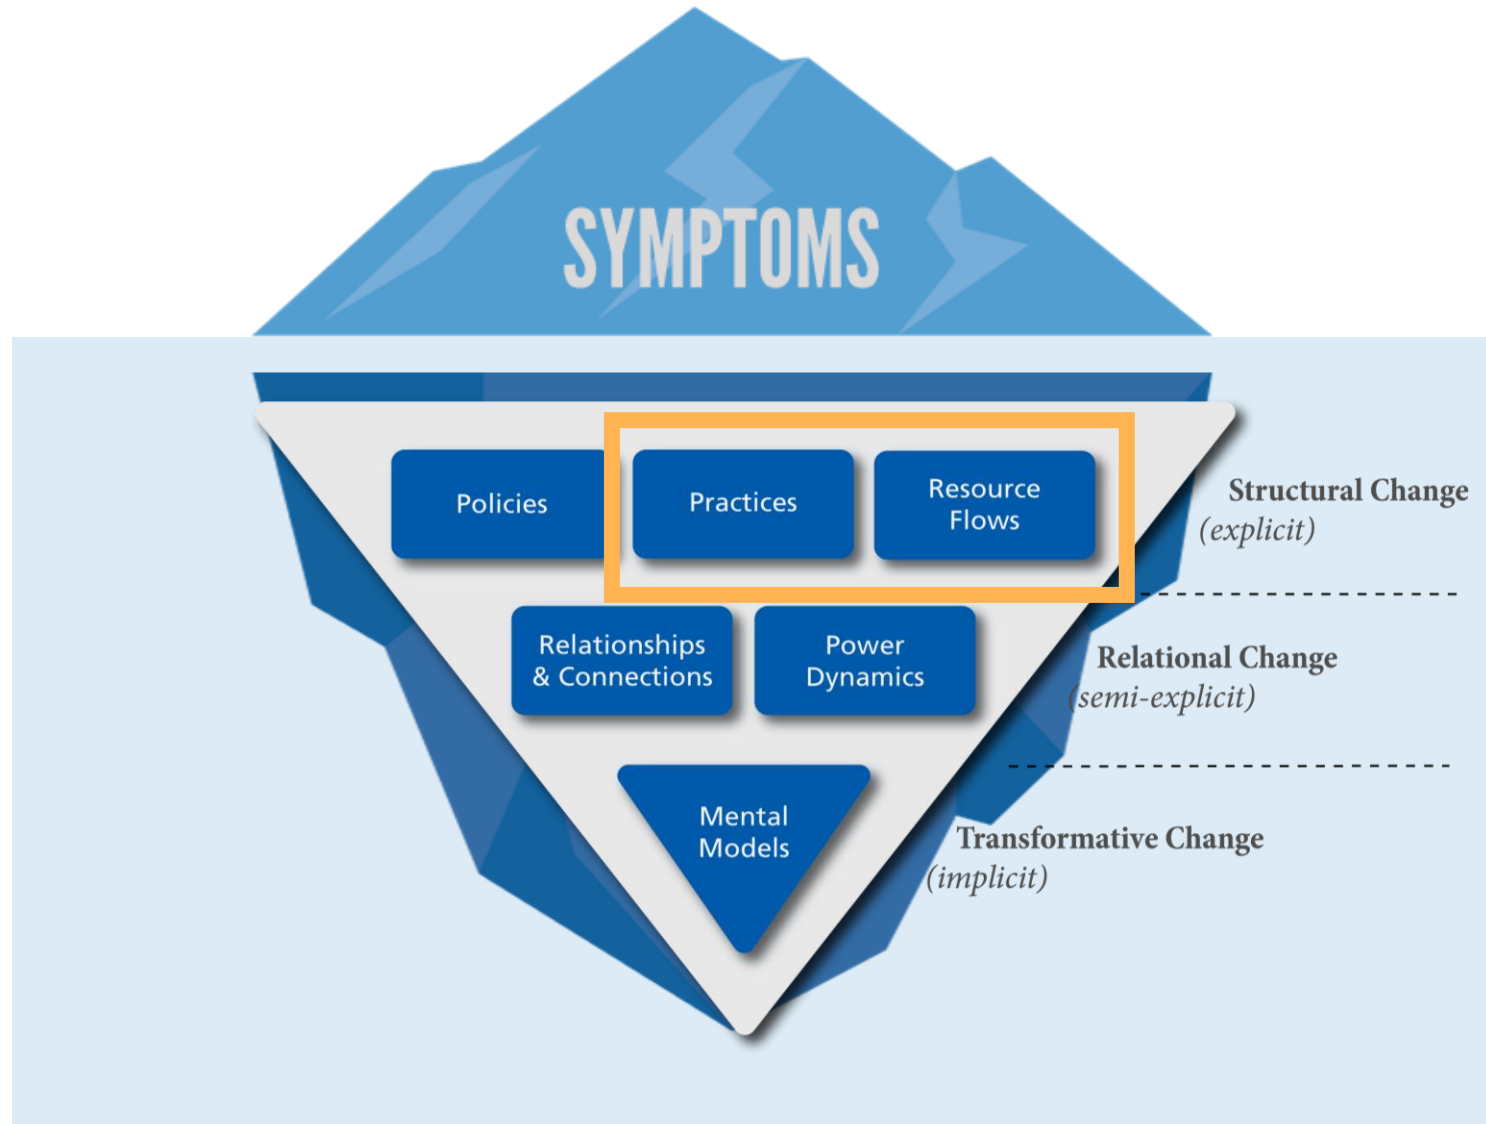 SYMPTOMS
Policies
Practices
Resource
Flows
Structural Change
(explicit)
Relationships
& Connections
Power
Dynamics
Relational Change
(semi-explicit)
Mental
Models
Transformative Change
(implicit)